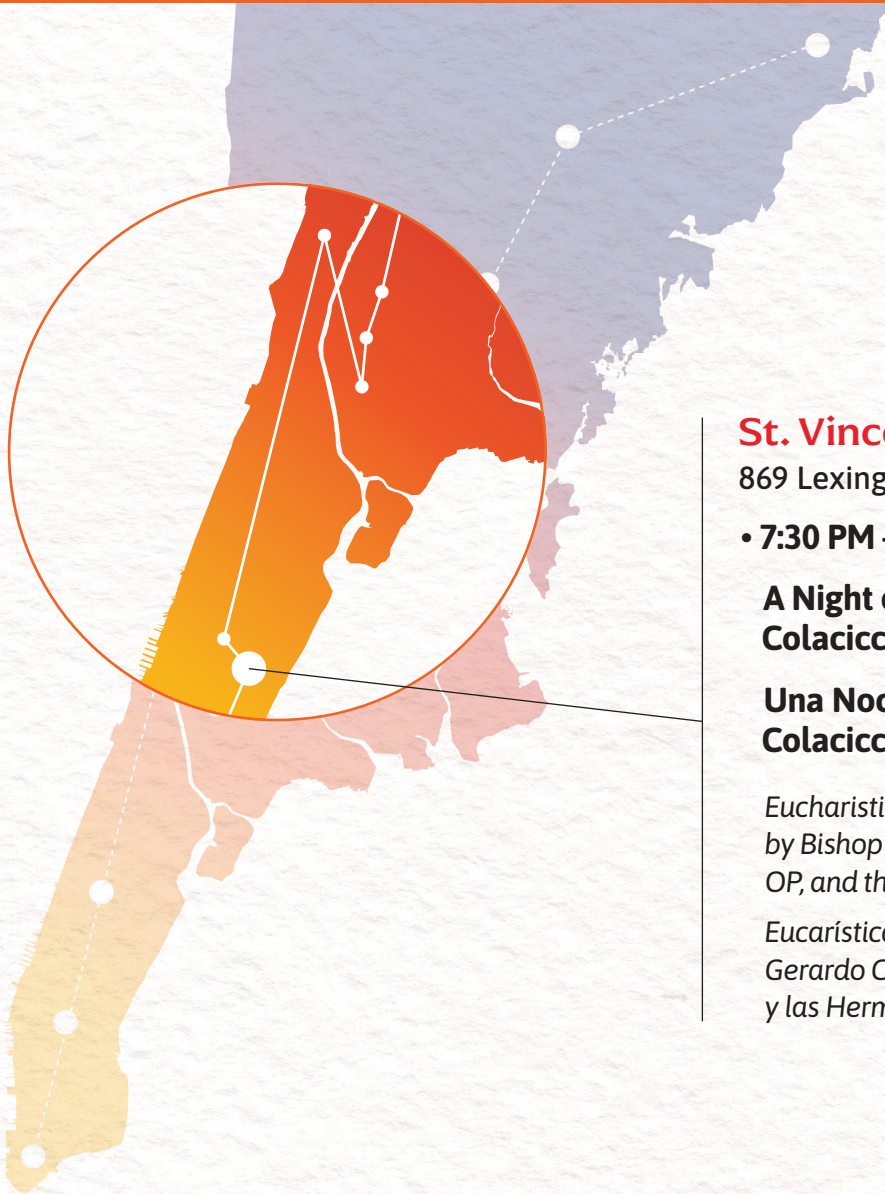 St. Vince
869 Lexing
• 7:30 PM -
A Night
Colacicc
Una Noc
Colacicc
Eucharisti
by Bishop
OP, and th
Eucarístic
Gerardo C
y las Herm